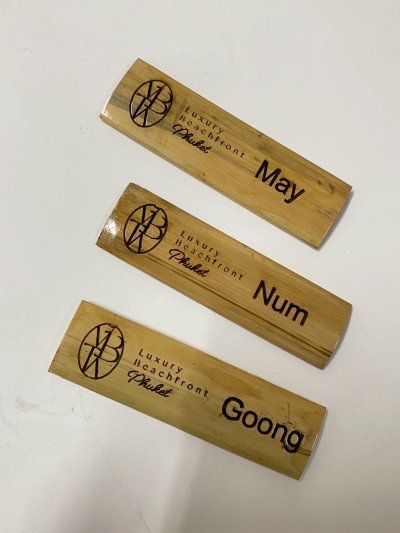 Luxury
Beachfront
Phuket
May
Luxury
Beachfront
Phuket
Num
Luxury
Beachfront
Phuket
Goong